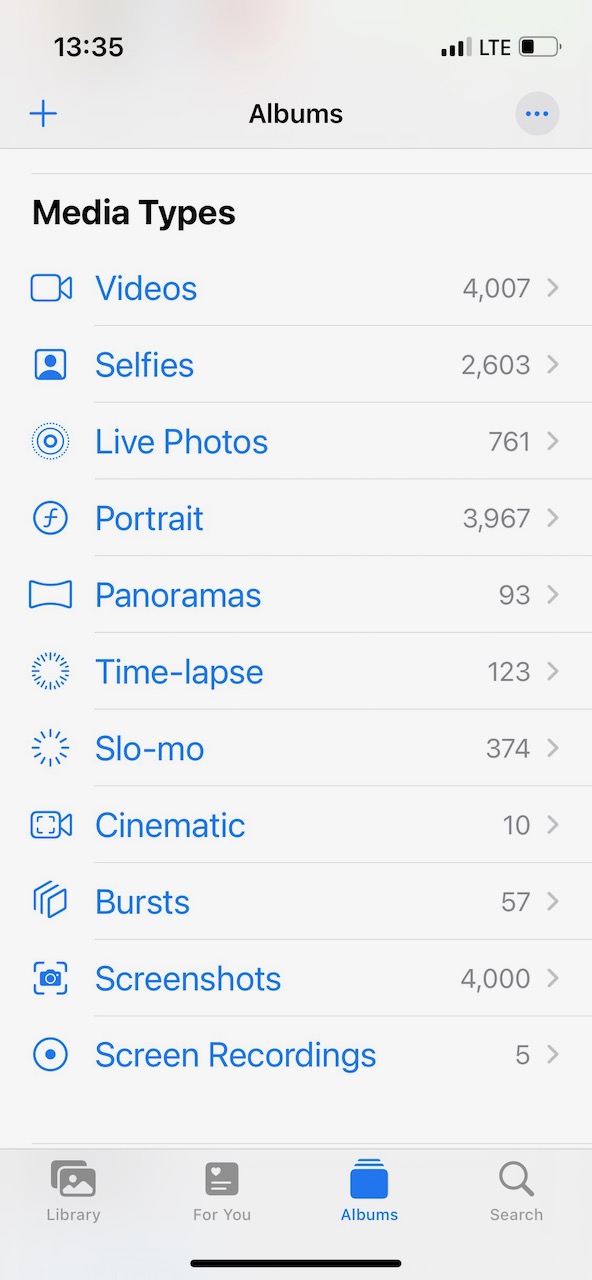 13:35 LTE
Albums
Media Types
Videos 4,007
Selfies 2,603
Live Photos 761
Portrait 3,967
Panoramas 93
Time-lapse 123
Slo-mo 374
Cinematic 10
Bursts 57
Screenshots 4,000
Screen Recordings 5
Library For You Albums Search